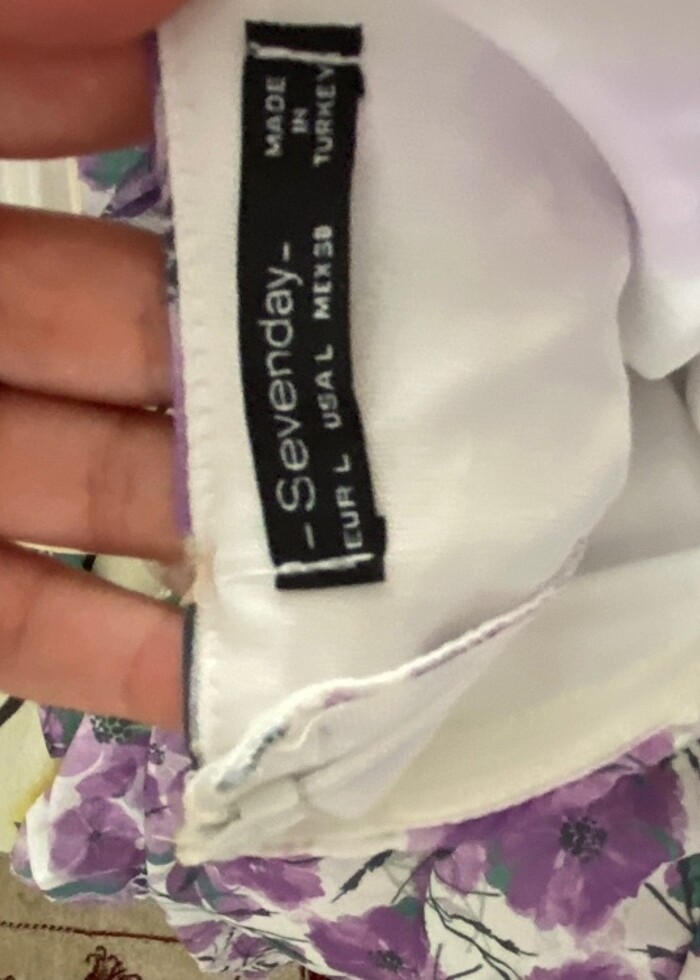 -Sevenday-
EUR L USA L MEX 30
MADE
IN
TURKEY